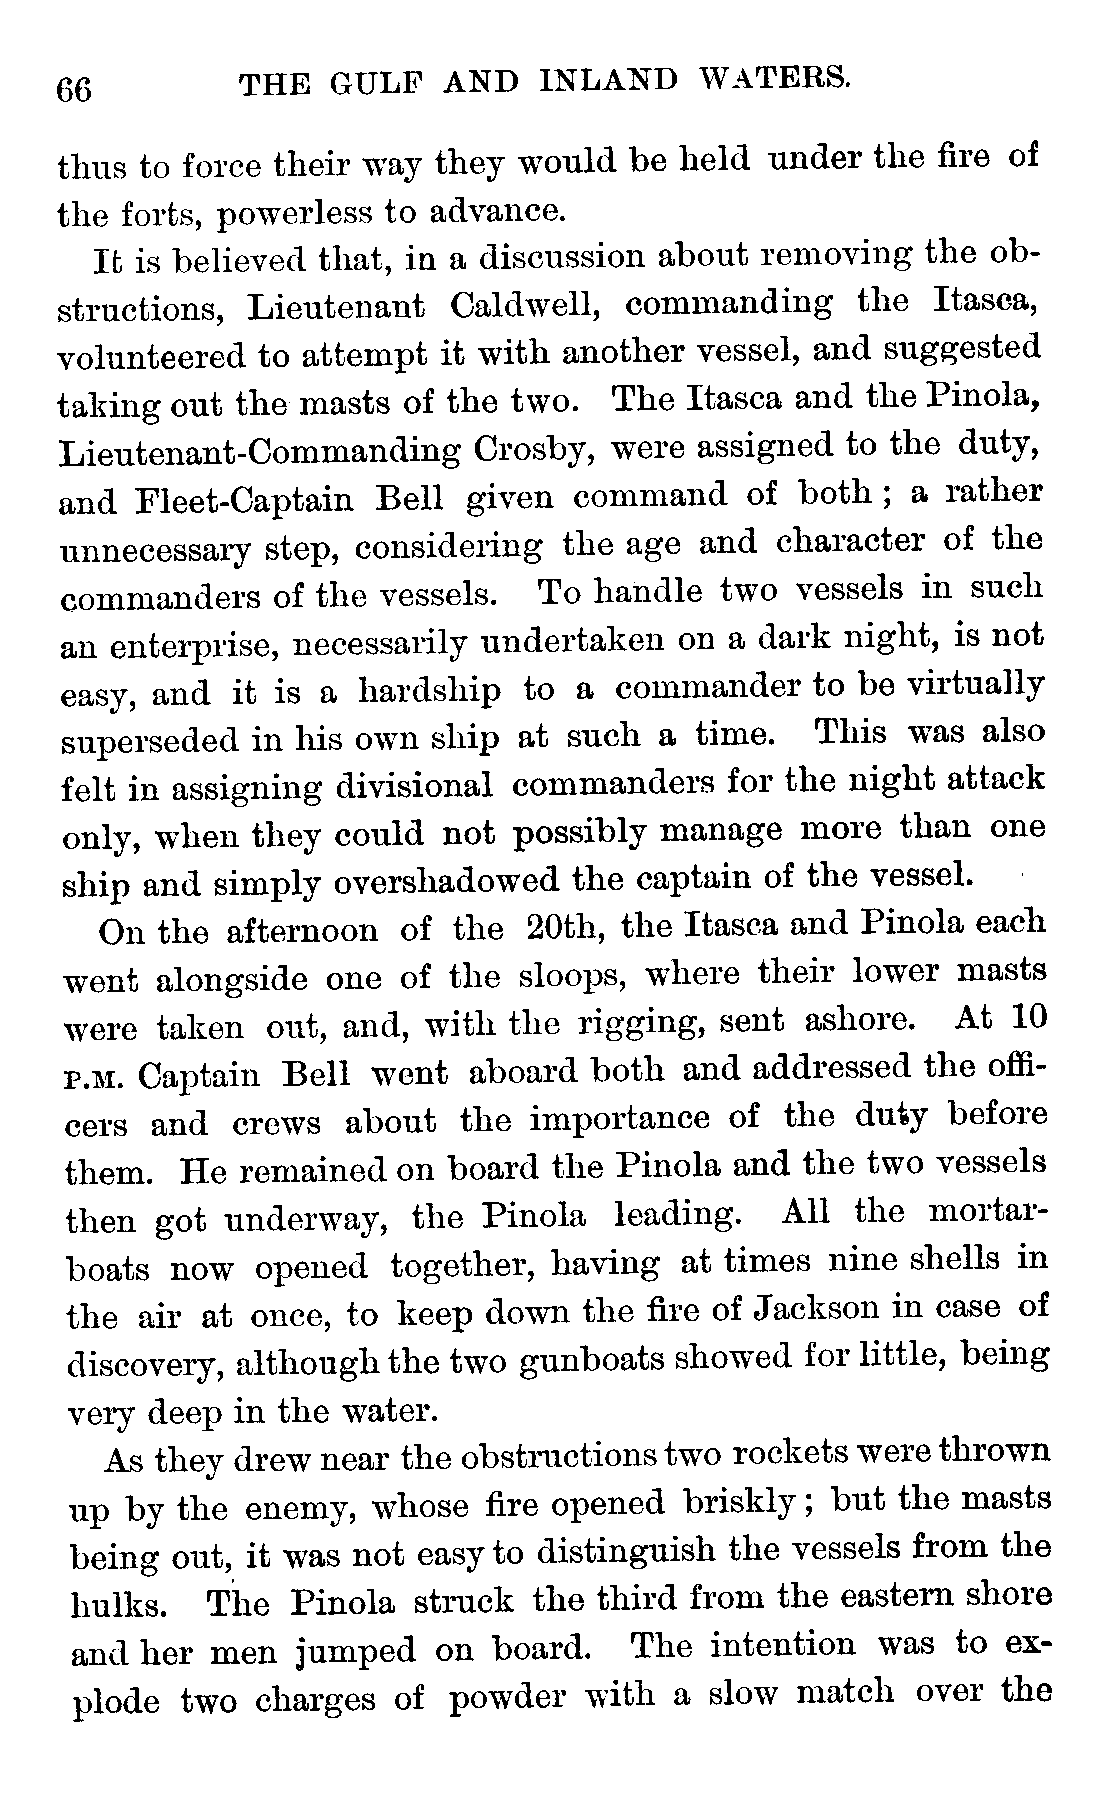 66 THE GULF AND INLAND WATERS.
thus to force their way they would be held under the fire of
the forts, powerless to advance.
It is believed that, in a discussion about removing the ob-
structions, Lieutenant Caldwell, commanding the Itasca,
volunteered to attempt it with another vessel, and suggested
taking out the masts of the two. The Itasca and the Pinola,
Lieutenant-Commanding Crosby, were assigned to the duty,
and Fleet-Captain Bell given command of both; a rather
unnecessary step, considering the age and character of the
commanders of the vessels. To handle two vessels in such
an enterprise, necessarily undertaken on a dark night, is not
easy, and it is a hardship to a commander to be virtually
superseded in his own ship at such a time. This was also
felt in assigning divisional commanders for the night attack
only, when they could not possibly manage more than one
ship and simply overshadowed the captain of the vessel.
On the afternoon of the 20th, the Itasca and Pinola each
went alongside one of the sloops, where their lower masts
were taken out, and, with the rigging, sent ashore. At 10
P.M. Captain Bell went aboard both and addressed the offi-
cers and crews about the importance of the duty before
them. He remained on board the Pinola and the two vessels
then got underway, the Pinola leading. All the mortar-
boats now opened together, having at times nine shells in
the air at once, to keep down the fire of Jackson in case of
discovery, although the two gunboats showed for little, being
very deep in the water.
As they drew near the obstructions two rockets were thrown
up by the enemy, whose fire opened briskly; but the masts
being out, it was not easy to distinguish the vessels from the
hulks. The Pinola struck the third from the eastern shore
and her men jumped on board. The intention was to ex-
plode two charges of powder with a slow match over the